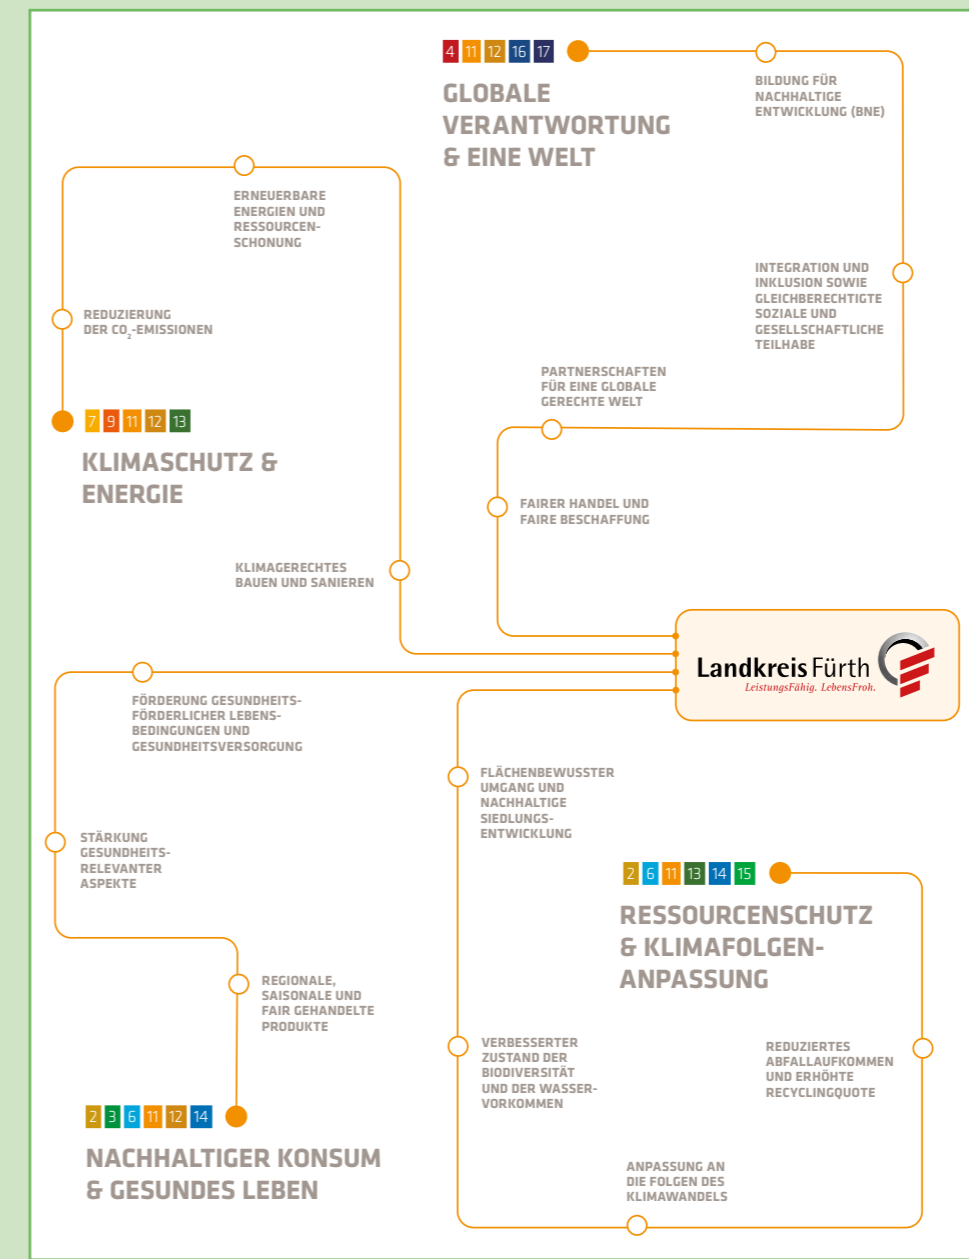 4 11 12 16 17
GLOBALE
VERANTWORTUNG
& EINE WELT
BILDUNG FÜR
NACHHALTIGE
ENTWICKLUNG (BNE)
INTEGRATION UND
INKLUSION SOWIE
GLEICHBERECHTIGTE
SOZIALE UND
GESELLSCHAFTLICHE
TEILHABE
PARTNERSCHAFTEN
FÜR EINE GLOBALE
GERECHTE WELT
FAIRER HANDEL UND
FAIRE BESCHAFFUNG
ERNEUERBARE
ENERGIEN UND
RESSOURCEN-
SCHONUNG
REDUZIERUNG
DER CO₂-EMISSIONEN
7 9 11 12 13
KLIMASCHUTZ &
ENERGIE
KLIMAGERECHTES
BAUEN UND SANIEREN
Landkreis Fürth
LeistungsFähig. LebensFroh.
FÖRDERUNG GESUNDHEITS-
FÖRDERLICHER LEBENS-
BEDINGUNGEN UND
GESUNDHEITSVERSORGUNG
STÄRKUNG
GESUNDHEITS-
RELEVANTER
ASPEKTE
REGIONALE,
SAISONALE UND
FAIR GEHANDELTE
PRODUKTE
2 3 6 11 12 14
NACHHALTIGER KONSUM
& GESUNDES LEBEN
FLÄCHENBEWUSSTER
UMGANG UND
NACHHALTIGE
SIEDLUNGS-
ENTWICKLUNG
2 6 11 13 14 15
RESSOURCENSCHUTZ
& KLIMAFOLGEN-
ANPASSUNG
VERBESSERTER
ZUSTAND DER
BIODIVERSITÄT
UND DER WASSER-
VORKOMMEN
REDUZIERTES
ABFALLAUFKOMMEN
UND ERHÖHTE
RECYCLINGQUOTE
ANPASSUNG AN
DIE FOLGEN DES
KLIMAWANDELS